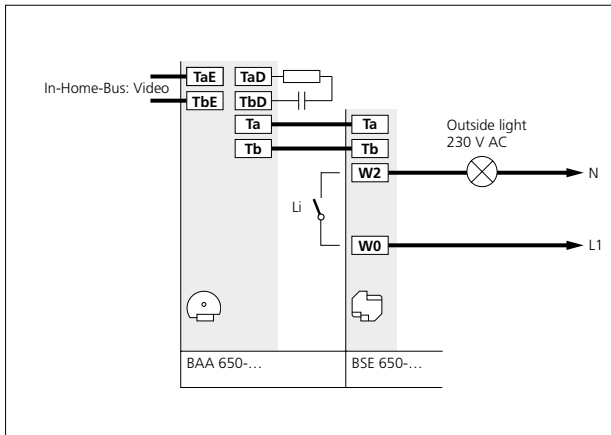 TaE TaD
In-Home-Bus: Video
TbE TbD
Ta Ta
Outside light
230 V AC
Tb Tb
W2 N
Li
W0 L1
BAA 650-... BSE 650-...